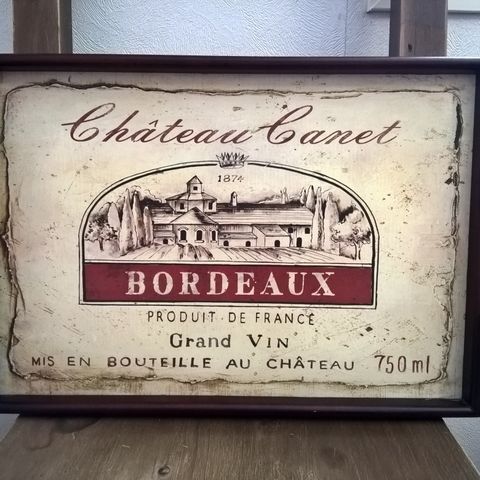 Château Canet
1874
BORDEAUX
PRODUIT DE FRANCE
Grand Vin
MIS EN BOUTEILLE AU CHÂTEAU 750 ml